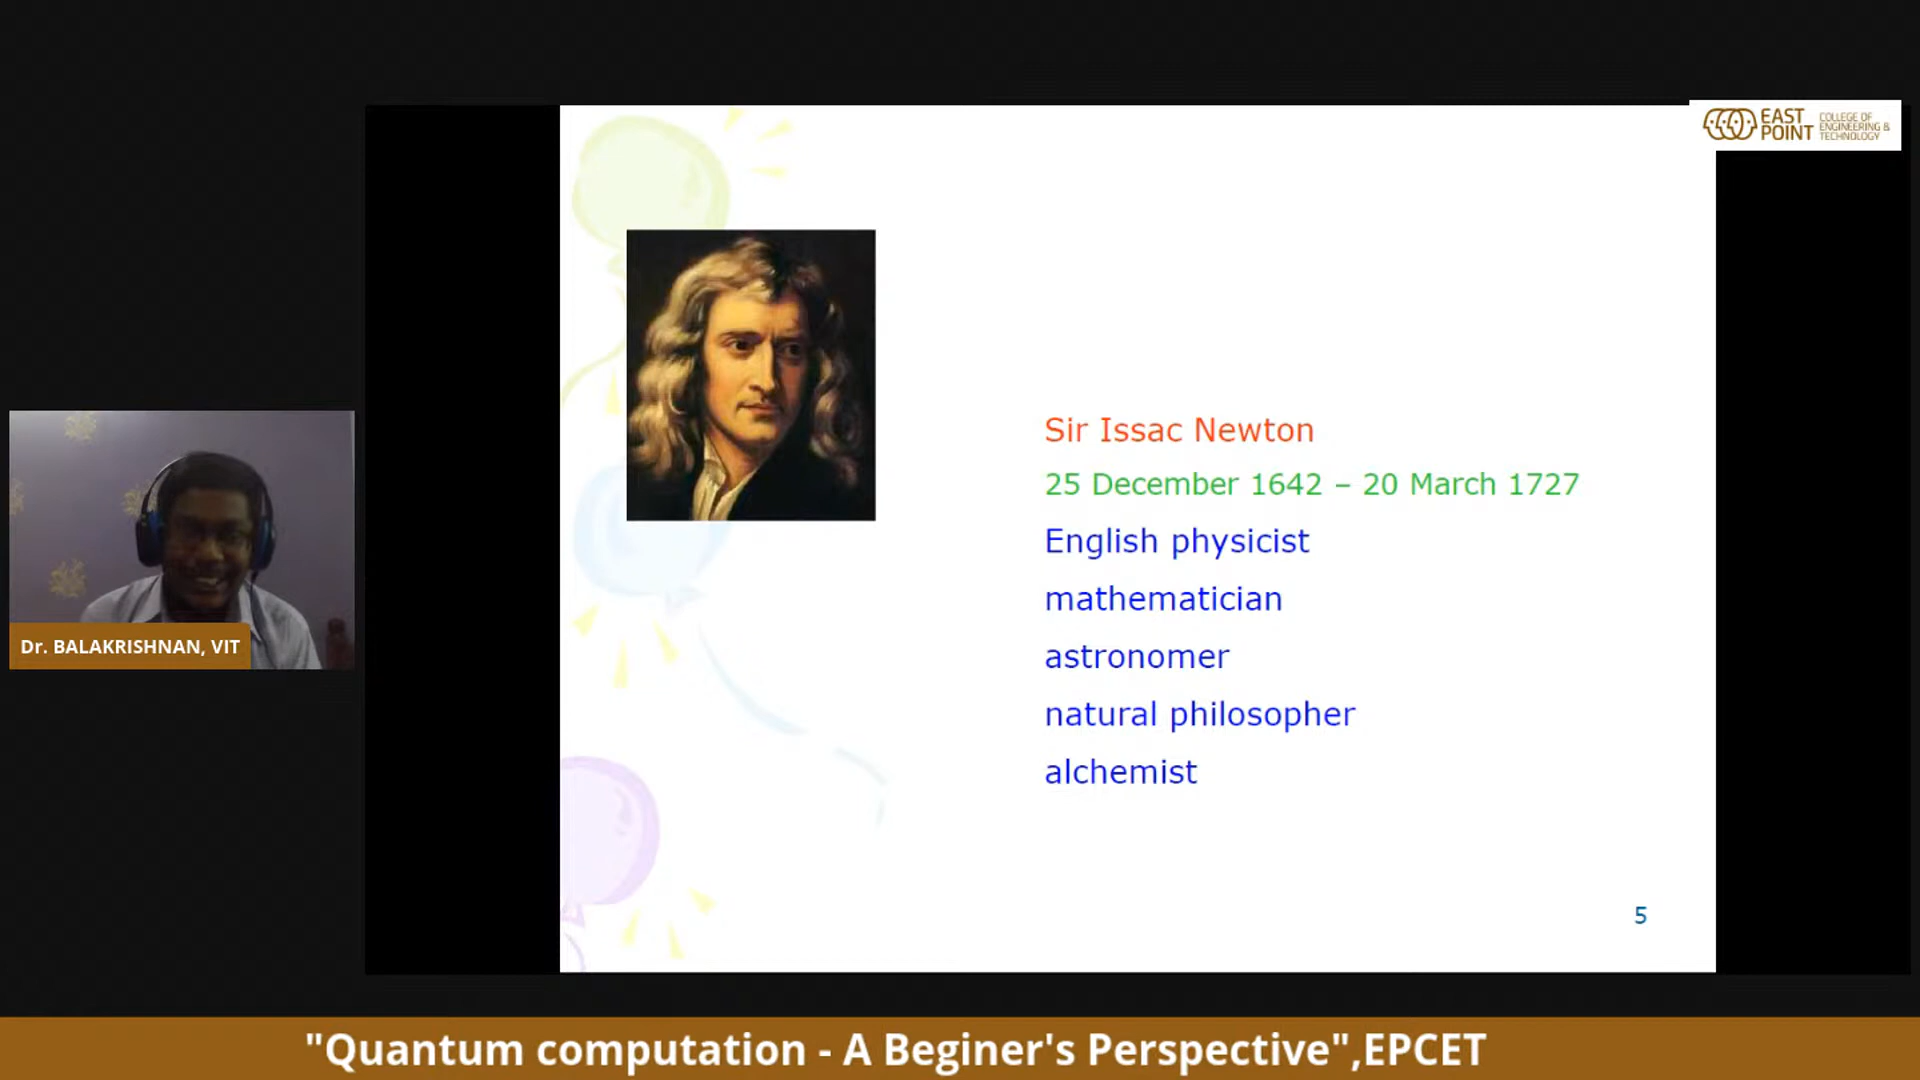 EAST
POINT
COLLEGE OF
ENGINEERING &
TECHNOLOGY
Sir Issac Newton
25 December 1642 – 20 March 1727
English physicist
mathematician
astronomer
natural philosopher
alchemist
Dr. BALAKRISHNAN, VIT
5
"Quantum computation - A Beginer's Perspective",EPCET